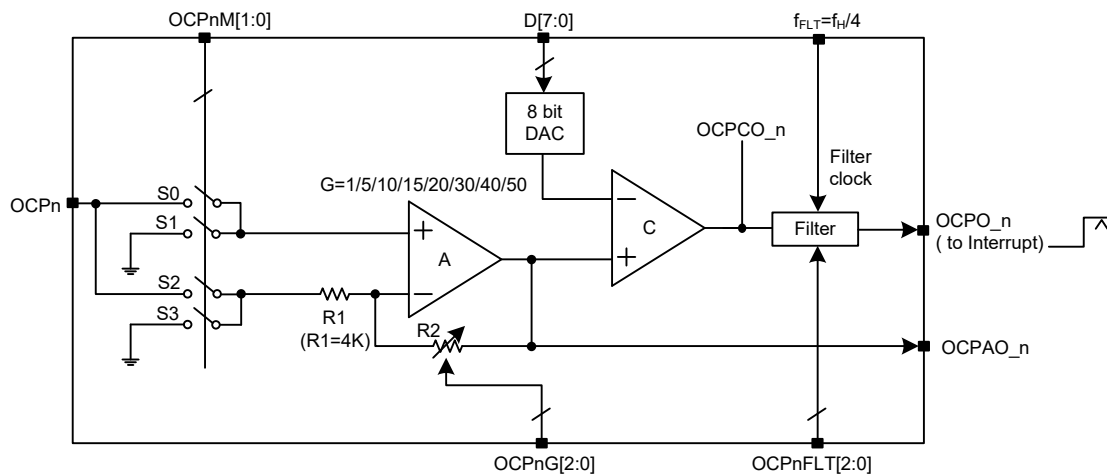 OCPnM[1:0]
D[7:0]
fFLT=fH/4
8 bit
DAC
OCPCO_n
Filter
clock
G=1/5/10/15/20/30/40/50
OCPn
S0
S1
+
−
A
−
+
C
Filter
OCPO_n
( to Interrupt)
S2
S3
R1
(R1=4K)
R2
OCPAO_n
OCPnG[2:0]
OCPnFLT[2:0]